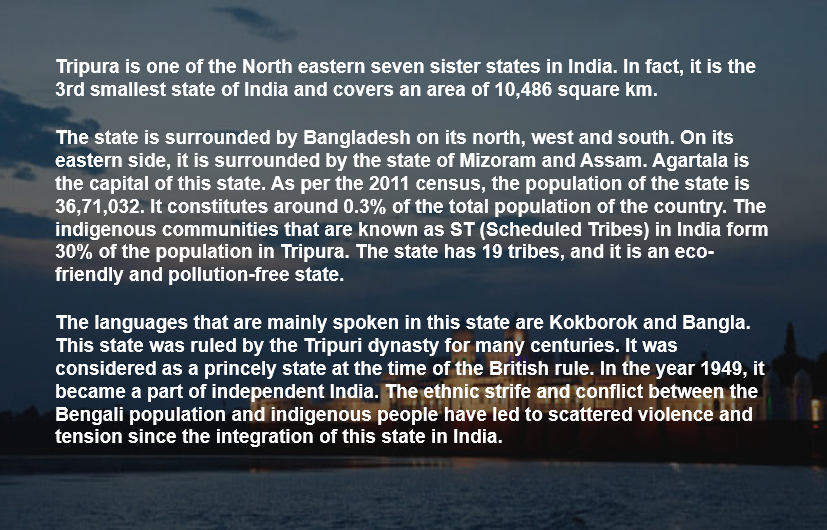 Tripura is one of the North eastern seven sister states in India. In fact, it is the
3rd smallest state of India and covers an area of 10,486 square km.
The state is surrounded by Bangladesh on its north, west and south. On its
eastern side, it is surrounded by the state of Mizoram and Assam. Agartala is
the capital of this state. As per the 2011 census, the population of the state is
36,71,032. It constitutes around 0.3% of the total population of the country. The
indigenous communities that are known as ST (Scheduled Tribes) in India form
30% of the population in Tripura. The state has 19 tribes, and it is an eco-
friendly and pollution-free state.
The languages that are mainly spoken in this state are Kokborok and Bangla.
This state was ruled by the Tripuri dynasty for many centuries. It was
considered as a princely state at the time of the British rule. In the year 1949, it
became a part of independent India. The ethnic strife and conflict between the
Bengali population and indigenous people have led to scattered violence and
tension since the integration of this state in India.